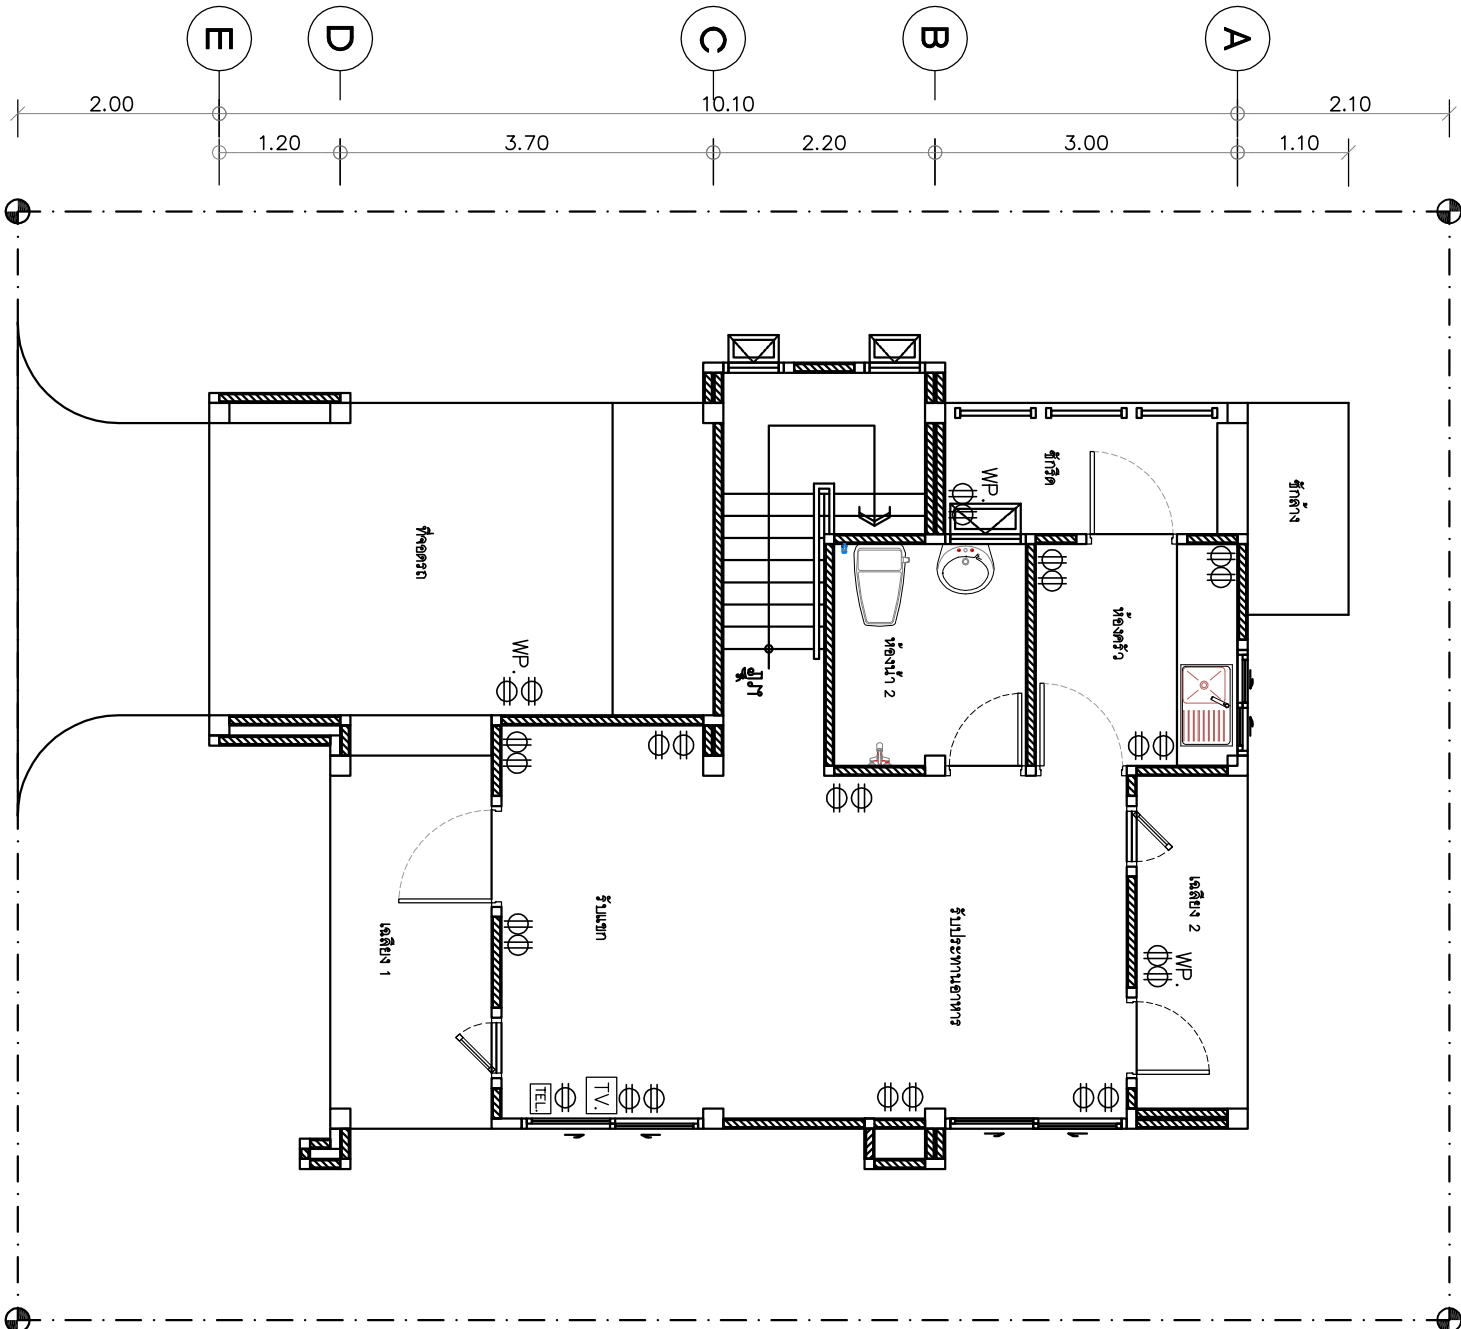 E
D
C
B
A
2.00
10.10
2.10
1.20
3.70
2.20
3.00
1.10
ซักรีด
WP.
ซักล้าง
ที่จอดรถ
ห้องครัว
WP.
ห้องน้ำ 2
ขึ้น
รับแขก
เฉลียง 1
รับประทานอาหาร
เฉลียง 2
WP.
TEL.
TV.